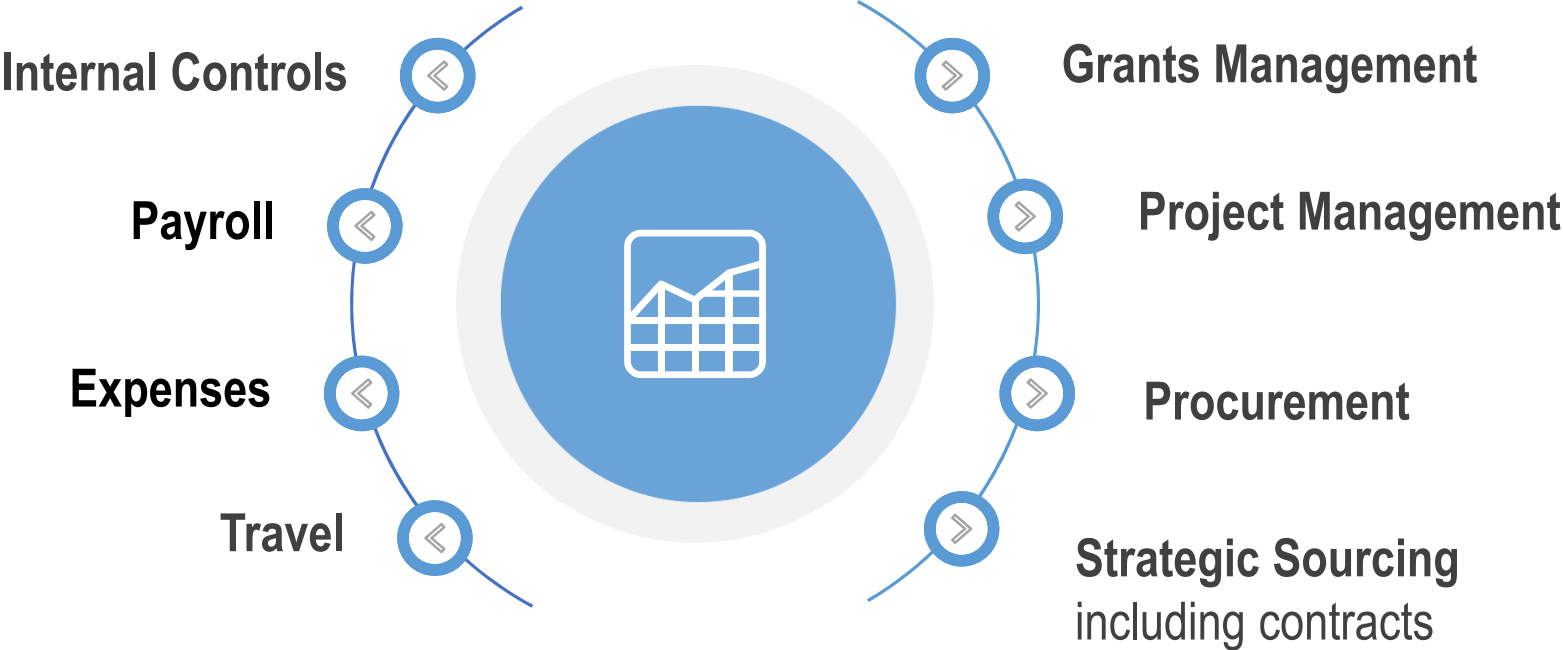 Internal Controls
Payroll
Expenses
Travel
Grants Management
Project Management
Procurement
Strategic Sourcing
including contracts